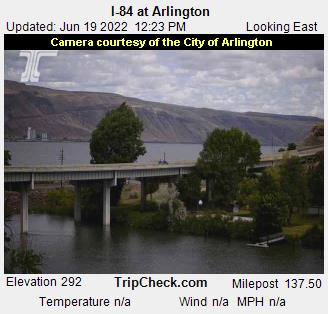 I-84 at Arlington
Updated: Jun 19 2022 12:23 PM Looking East
Camera courtesy of the City of Arlington
Elevation 292 TripCheck.com Milepost 137.50
Temperature n/a Wind n/a MPH n/a